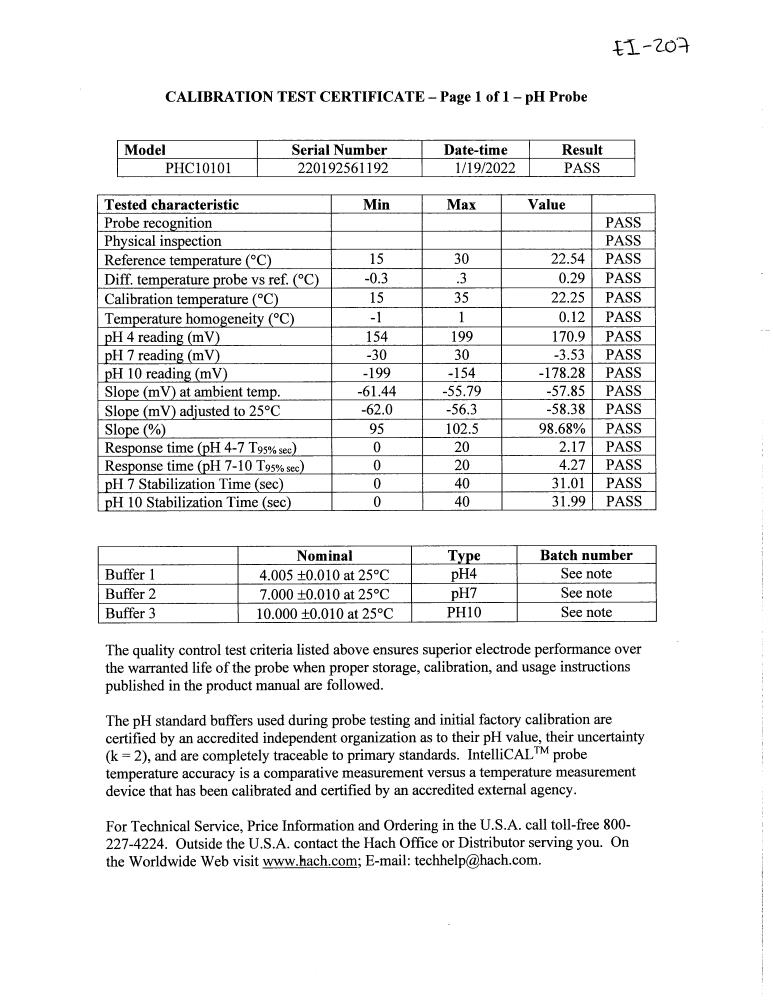 EI-207
CALIBRATION TEST CERTIFICATE – Page 1 of 1 – pH Probe
Model Serial Number Date-time Result
PHC10101 220192561192 1/19/2022 PASS
Tested characteristic Min Max Value
Probe recognition PASS
Physical inspection PASS
Reference temperature (°C) 15 30 22.54 PASS
Diff. temperature probe vs ref. (°C) -0.3 .3 0.29 PASS
Calibration temperature (°C) 15 35 22.25 PASS
Temperature homogeneity (°C) -1 1 0.12 PASS
pH 4 reading (mV) 154 199 170.9 PASS
pH 7 reading (mV) -30 30 -3.53 PASS
pH 10 reading (mV) -199 -154 -178.28 PASS
Slope (mV) at ambient temp. -61.44 -55.79 -57.85 PASS
Slope (mV) adjusted to 25°C -62.0 -56.3 -58.38 PASS
Slope (%) 95 102.5 98.68% PASS
Response time (pH 4-7 T95% sec) 0 20 2.17 PASS
Response time (pH 7-10 T95% sec) 0 20 4.27 PASS
pH 7 Stabilization Time (sec) 0 40 31.01 PASS
pH 10 Stabilization Time (sec) 0 40 31.99 PASS
Nominal Type Batch number
Buffer 1 4.005 ±0.010 at 25°C pH4 See note
Buffer 2 7.000 ±0.010 at 25°C pH7 See note
Buffer 3 10.000 ±0.010 at 25°C PH10 See note
The quality control test criteria listed above ensures superior electrode performance over
the warranted life of the probe when proper storage, calibration, and usage instructions
published in the product manual are followed.
The pH standard buffers used during probe testing and initial factory calibration are
certified by an accredited independent organization as to their pH value, their uncertainty
(k = 2), and are completely traceable to primary standards. IntelliCAL™ probe
temperature accuracy is a comparative measurement versus a temperature measurement
device that has been calibrated and certified by an accredited external agency.
For Technical Service, Price Information and Ordering in the U.S.A. call toll-free 800-
227-4224. Outside the U.S.A. contact the Hach Office or Distributor serving you. On
the Worldwide Web visit www.hach.com; E-mail: techhelp@hach.com.